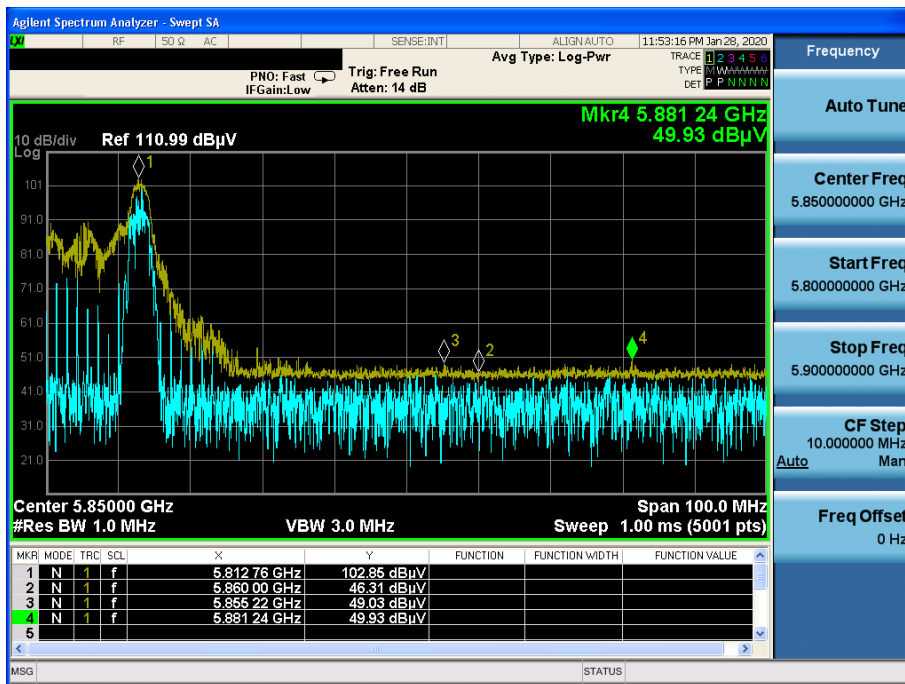 Agilent Spectrum Analyzer - Swept SA
LXI RF 50 Ω AC SENSE:INT ALIGN AUTO 11:53:16 PM Jan 28, 2020
Frequency
Avg Type: Log-Pwr TRACE 1 2 3 4 5 6
PNO: Fast Trig: Free Run TYPE M WWWWW
IFGain:Low Atten: 14 dB DET P P N N N N
Auto Tune
Mkr4 5.881 24 GHz
49.93 dBµV
10 dB/div Ref 110.99 dBµV
Log
1
101
91.0
81.0
71.0
61.0
51.0
41.0
31.0
21.0
3
2
4
Center Freq
5.850000000 GHz
Start Freq
5.800000000 GHz
Stop Freq
5.900000000 GHz
CF Step
10.000000 MHz
Auto Man
Freq Offset
0 Hz
Center 5.85000 GHz Span 100.0 MHz
#Res BW 1.0 MHz VBW 3.0 MHz Sweep 1.00 ms (5001 pts)
MKR MODE TRC SCL X Y FUNCTION FUNCTION WIDTH FUNCTION VALUE
1 N 1 f 5.812 76 GHz 102.85 dBµV
2 N 1 f 5.860 00 GHz 46.31 dBµV
3 N 1 f 5.855 22 GHz 49.03 dBµV
4 N 1 f 5.881 24 GHz 49.93 dBµV
5
MSG STATUS